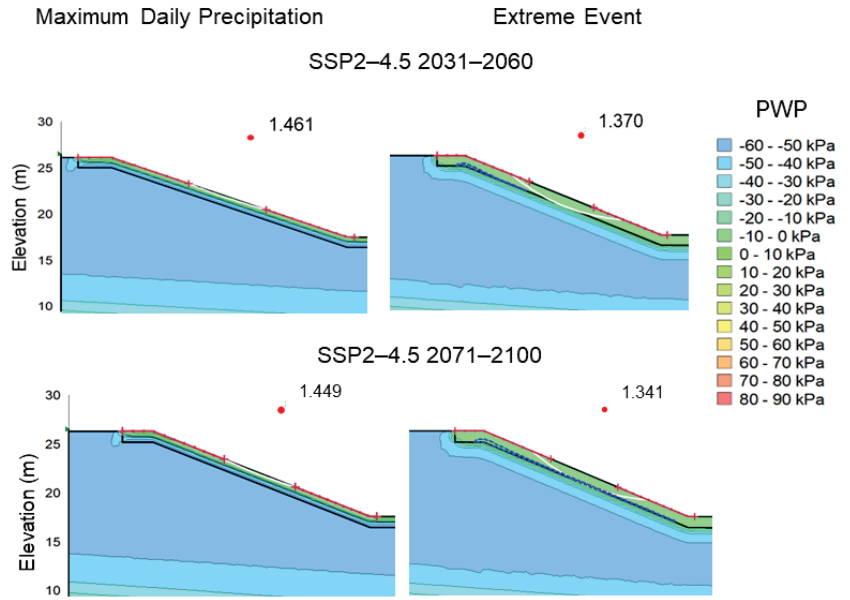 Maximum Daily Precipitation
Extreme Event
SSP2–4.5 2031–2060
1.461
1.370
30
25
20
15
10
Elevation (m)
PWP
-60 - -50 kPa
-50 - -40 kPa
-40 - -30 kPa
-30 - -20 kPa
-20 - -10 kPa
-10 - 0 kPa
0 - 10 kPa
10 - 20 kPa
20 - 30 kPa
30 - 40 kPa
40 - 50 kPa
50 - 60 kPa
60 - 70 kPa
70 - 80 kPa
80 - 90 kPa
SSP2–4.5 2071–2100
1.449
1.341
30
25
20
15
10
Elevation (m)